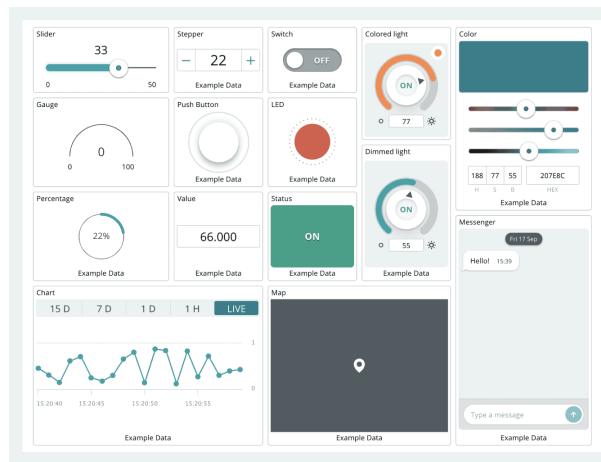 Slider
33
0 50
Stepper
− 22 +
Example Data
Switch
OFF
Example Data
Colored light
ON
77
Color
188 77 55 207E8C
H S B HEX
Example Data
Gauge
0
0 100
Push Button
Example Data
LED
Example Data
Dimmed light
ON
55
Example Data
Percentage
22%
Example Data
Value
66.000
Example Data
Status
ON
Example Data
Messenger
Fri 17 Sep
Hello! 15:39
Type a message
Example Data
Chart
15 D 7 D 1 D 1 H LIVE
1
0
15:20:40 15:20:45 15:20:50 15:20:55
Example Data
Map
Example Data